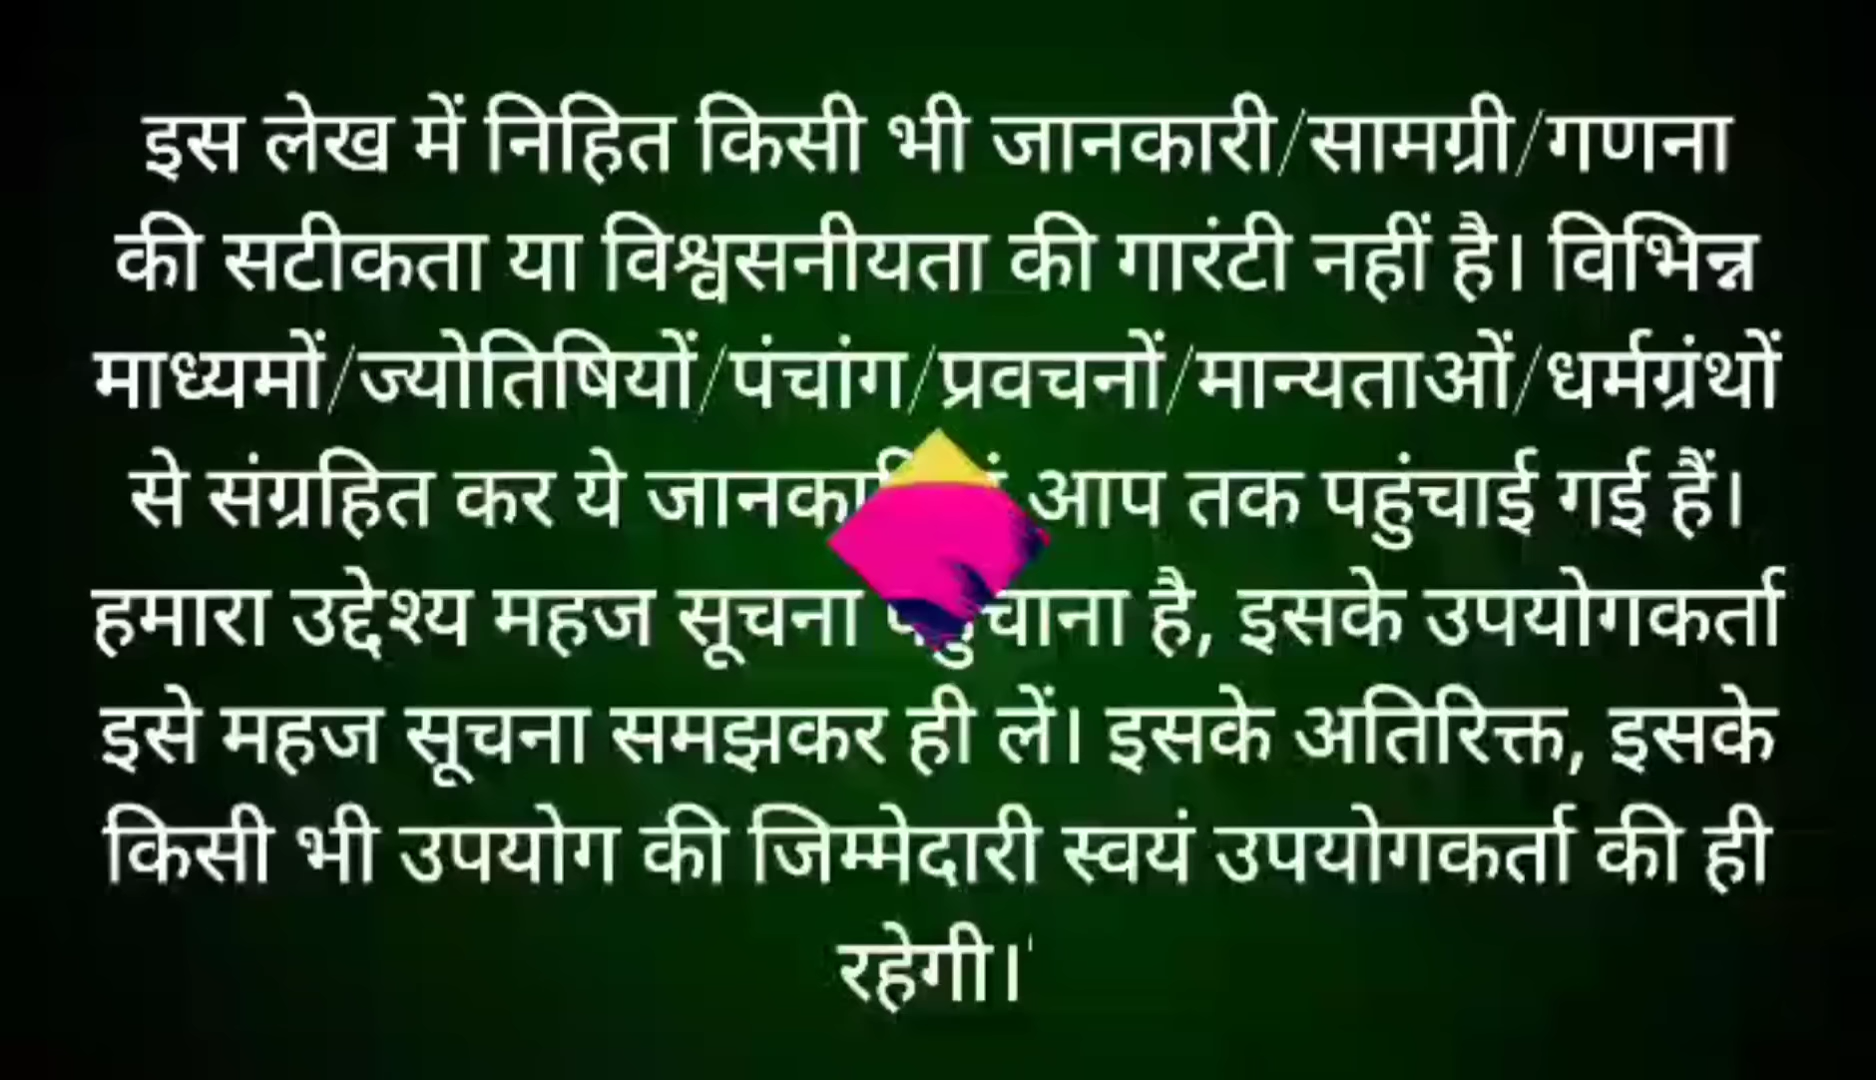 इस लेख में निहित किसी भी जानकारी/सामग्री/गणना
की सटीकता या विश्वसनीयता की गारंटी नहीं है। विभिन्न
माध्यमों/ज्योतिषियों/पंचांग/प्रवचनों/मान्यताओं/धर्मग्रंथों
से संग्रहित कर ये आप तक पहुंचाई गई हैं।
हमारा उद्देश्य महज सूचना है, इसके उपयोगकर्ता
इसे महज सूचना समझकर ही लें। इसके अतिरिक्त, इसके
किसी भी उपयोग की जिम्मेदारी स्वयं उपयोगकर्ता की ही
रहेगी।'